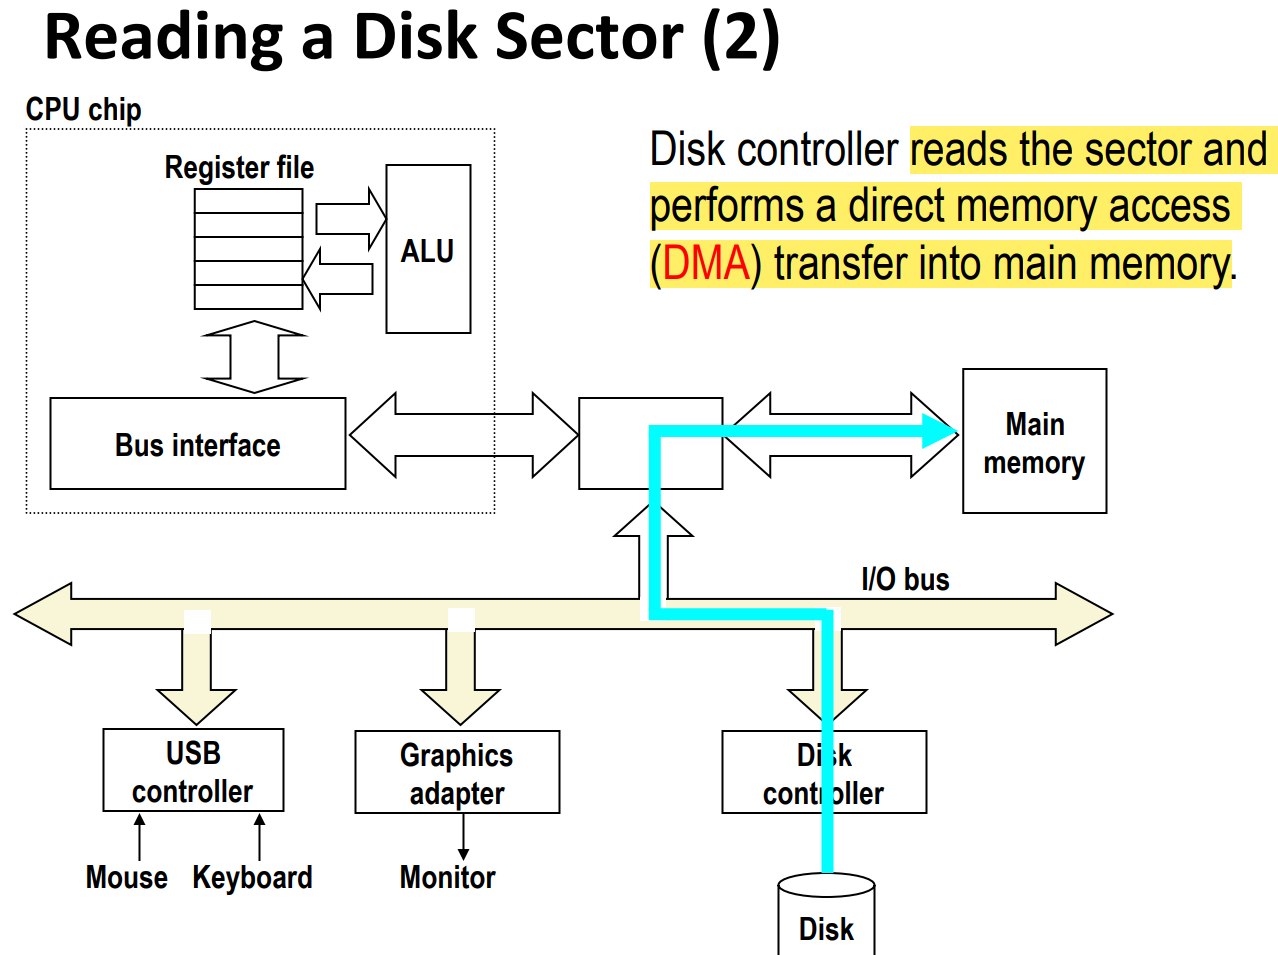 Reading a Disk Sector (2)
CPU chip
Register file
ALU
Disk controller reads the sector and
performs a direct memory access
(DMA) transfer into main memory.
Bus interface
Main
memory
I/O bus
USB
controller
Graphics
adapter
Disk
controller
Mouse
Keyboard
Monitor
Disk